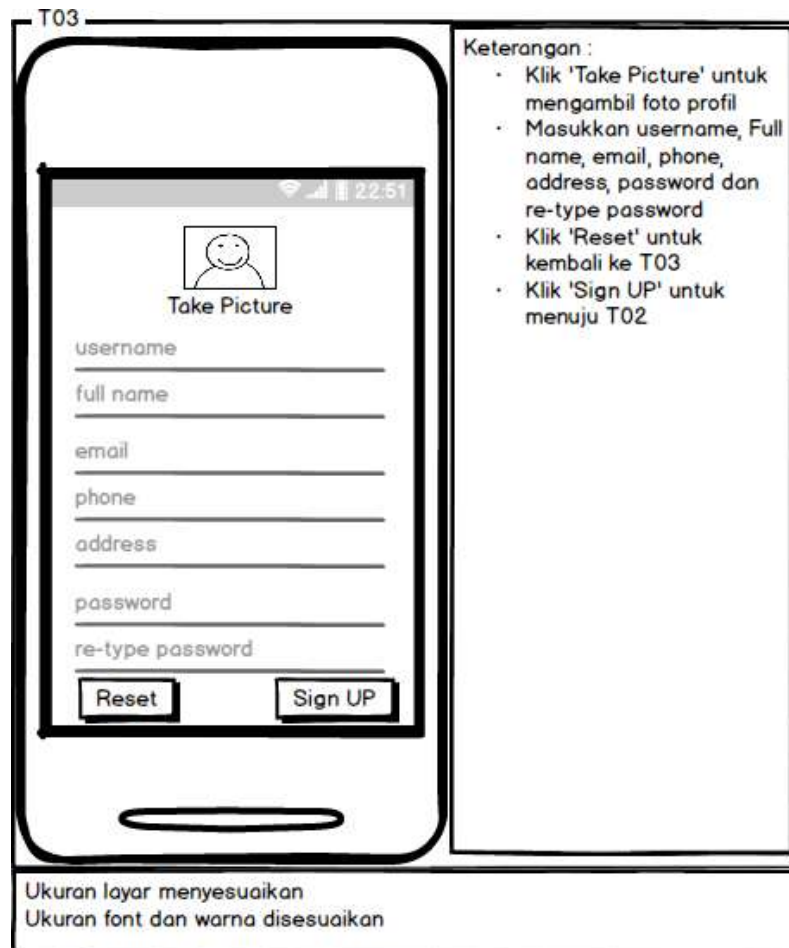 T03
22:51
Take Picture
username
full name
email
phone
address
password
re-type password
Reset
Sign UP
Keterangan :
· Klik 'Take Picture' untuk
mengambil foto profil
· Masukkan username, Full
name, email, phone,
address, password dan
re-type password
· Klik 'Reset' untuk
kembali ke T03
· Klik 'Sign UP' untuk
menuju T02
Ukuran layar menyesuaikan
Ukuran font dan warna disesuaikan